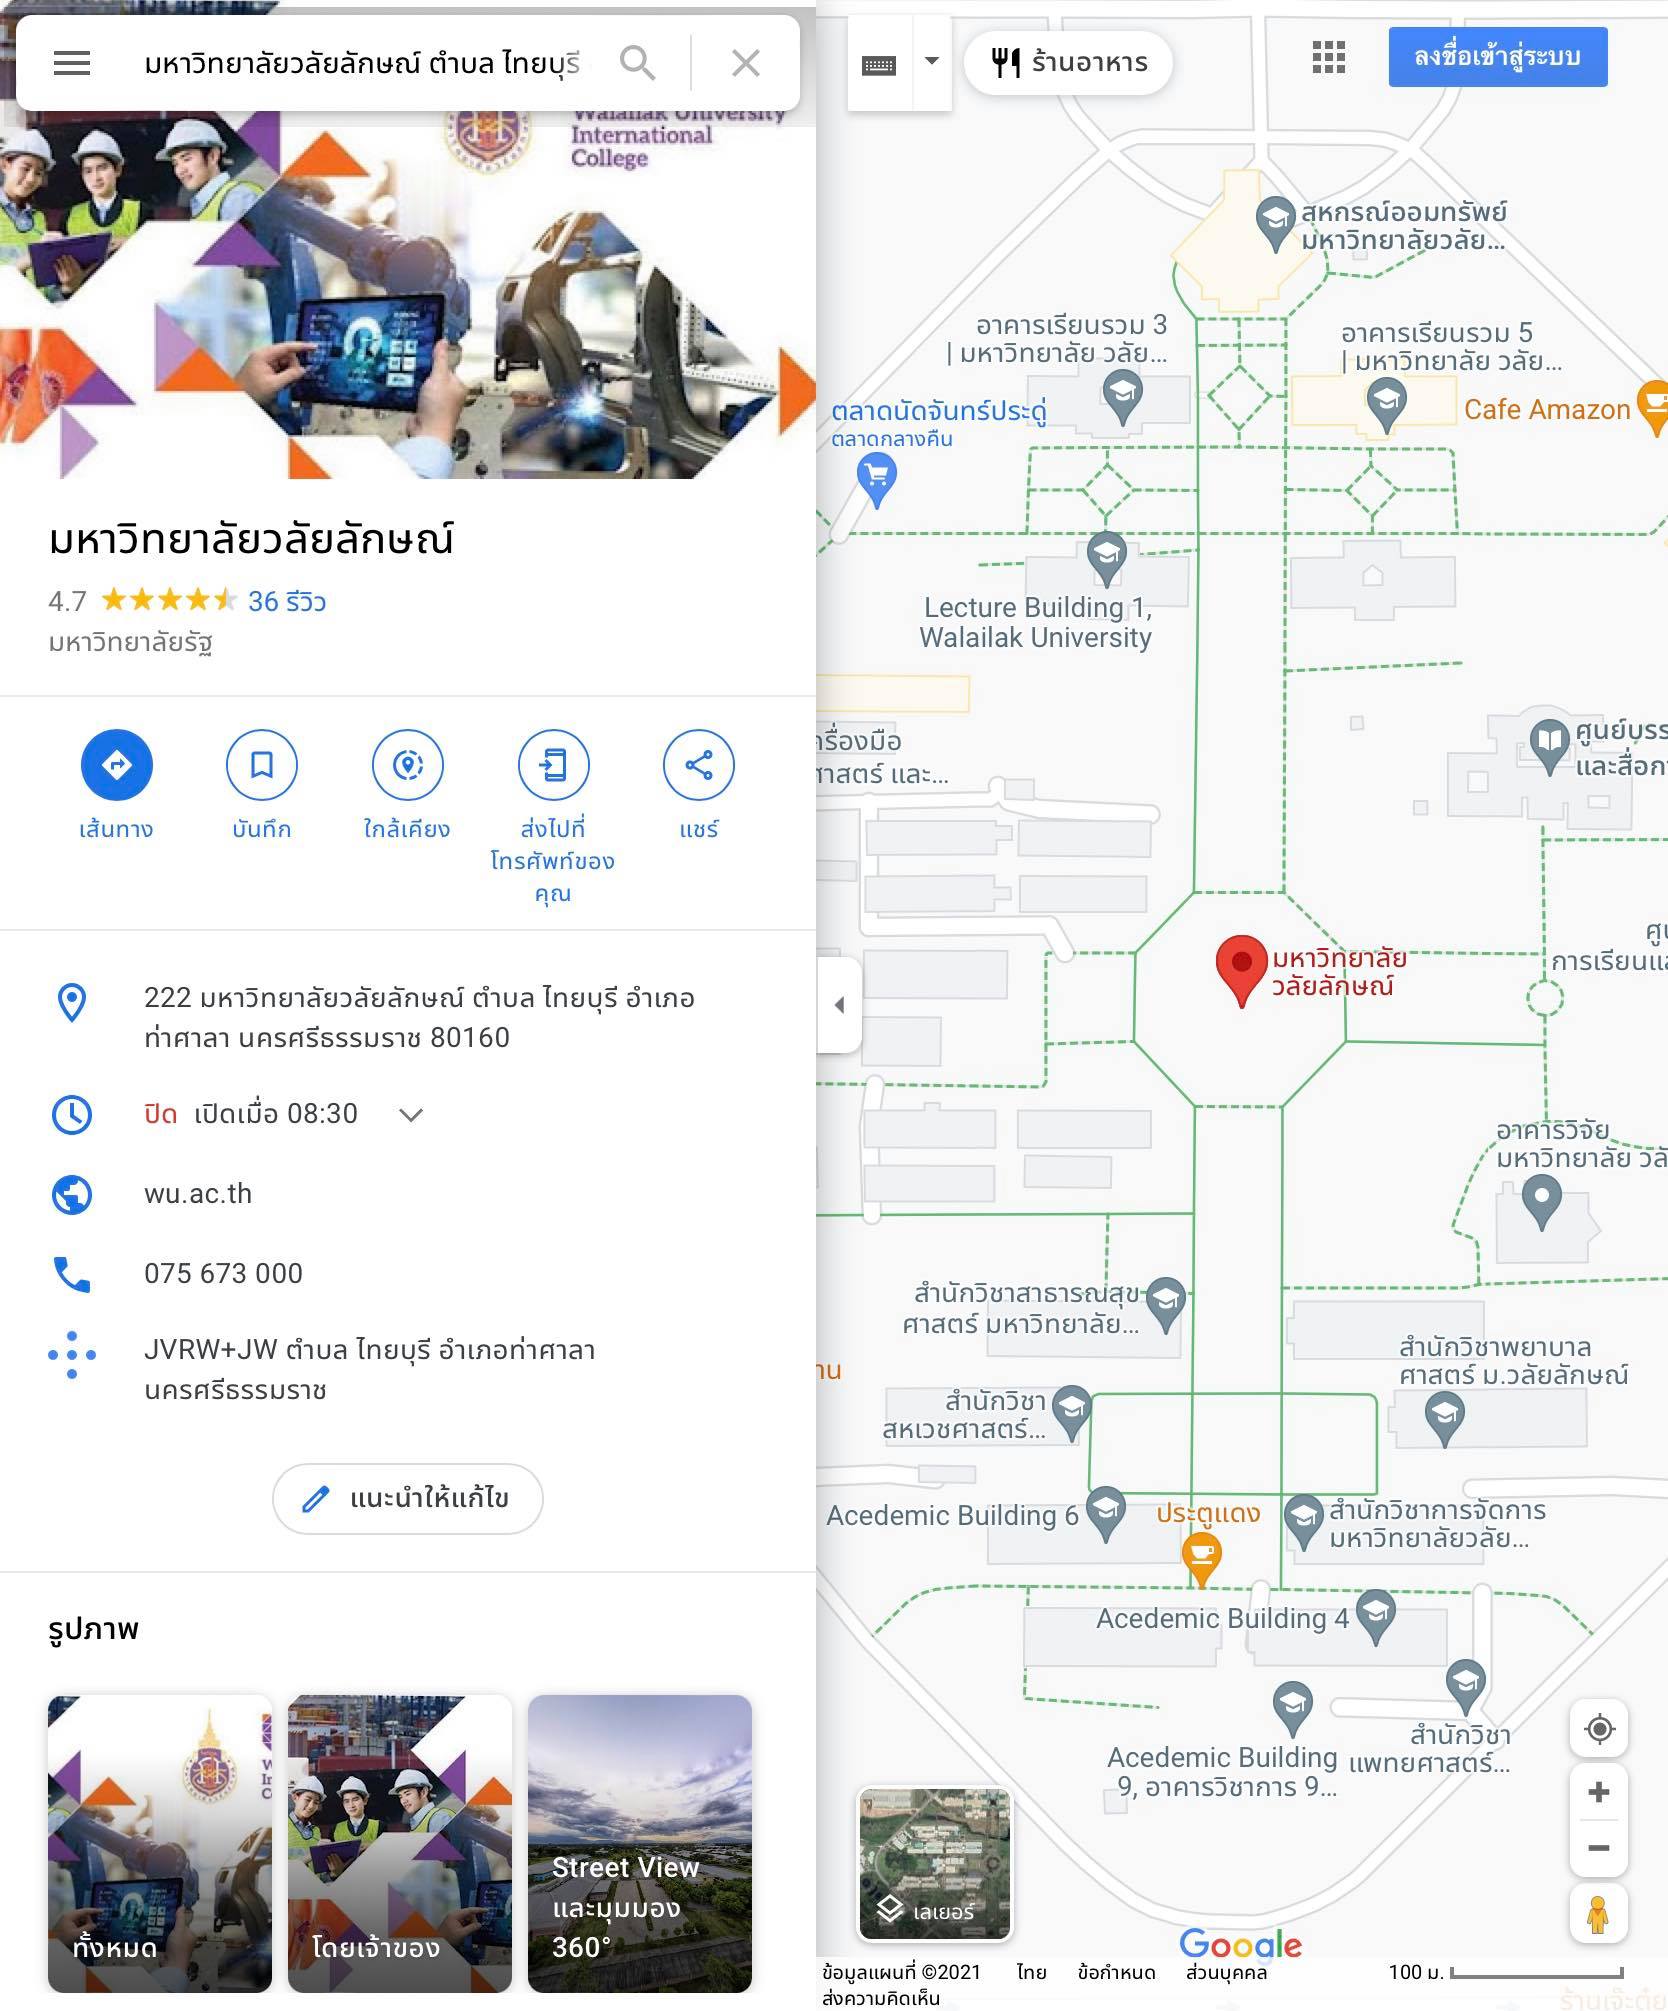 มหาวิทยาลัยวลัยลักษณ์ ตำบล ไทยบุรี
Walailak University
International
College
มหาวิทยาลัยวลัยลักษณ์
4.7 36 รีวิว
มหาวิทยาลัยรัฐ
เส้นทาง
บันทึก
ใกล้เคียง
ส่งไปที่
โทรศัพท์ของ
คุณ
แชร์
222 มหาวิทยาลัยวลัยลักษณ์ ตำบล ไทยบุรี อำเภอ
ท่าศาลา นครศรีธรรมราช 80160
ปิด เปิดเมื่อ 08:30
wu.ac.th
075 673 000
JVRW+JW ตำบล ไทยบุรี อำเภอท่าศาลา
นครศรีธรรมราช
แนะนำให้แก้ไข
รูปภาพ
ทั้งหมด
โดยเจ้าของ
Street View
และมุมมอง
360°
ร้านอาหาร
ลงชื่อเข้าสู่ระบบ
สหกรณ์ออมทรัพย์
มหาวิทยาลัยวลัย...
อาคารเรียนรวม 3
| มหาวิทยาลัย วลัย...
อาคารเรียนรวม 5
| มหาวิทยาลัย วลัย...
ตลาดนัดจันทร์ประดู่
ตลาดกลางคืน
Cafe Amazon
Lecture Building 1,
Walailak University
ศูนย์บรร
และสื่อกา
ครื่องมือ
าสตร์ และ...
ศูน
การเรียนแล
มหาวิทยาลัย
วลัยลักษณ์
อาคารวิจัย
มหาวิทยาลัย วลั
สำนักวิชาสาธารณสุข
ศาสตร์ มหาวิทยาลัย...
สำนักวิชาพยาบาล
ศาสตร์ ม.วลัยลักษณ์
าน
สำนักวิชา
สหเวชศาสตร์...
Acedemic Building 6
ประตูแดง
สำนักวิชาการจัดการ
มหาวิทยาลัยวลัย...
Acedemic Building 4
สำนักวิชา
แพทยศาสตร์...
Acedemic Building
9, อาคารวิชาการ 9...
เลเยอร์
Google
ข้อมูลแผนที่ ©2021 ไทย ข้อกำหนด ส่วนบุคคล 100 ม.
ส่งความคิดเห็น